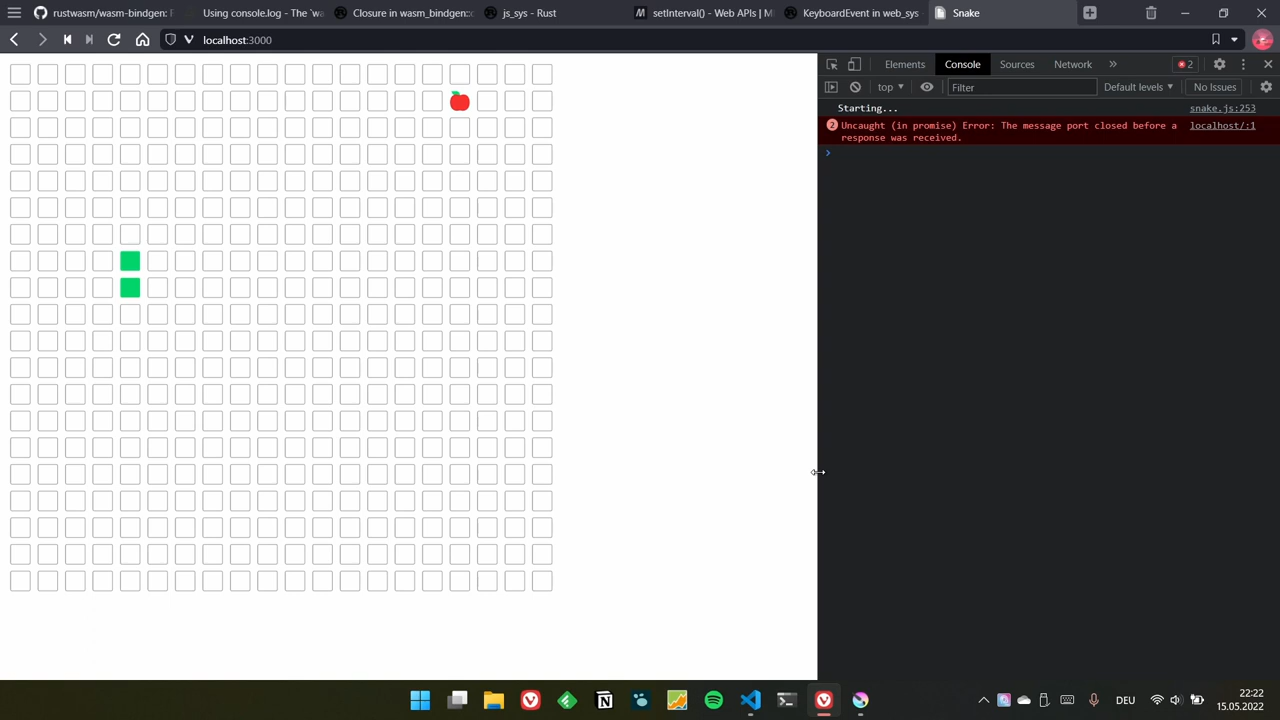 rustwasm/wasm-bindgen: F
Using console.log - The 'wa
Closure in wasm_bindgen::c
js_sys - Rust
setInterval() - Web APIs | M
KeyboardEvent in web_sys
Snake
localhost:3000
Elements
Console
Sources
Network
2
top
Filter
Default levels
No Issues
Starting...
snake.js:253
2 Uncaught (in promise) Error: The message port closed before a
response was received.
localhost/:1
DEU
22:22
15.05.2022